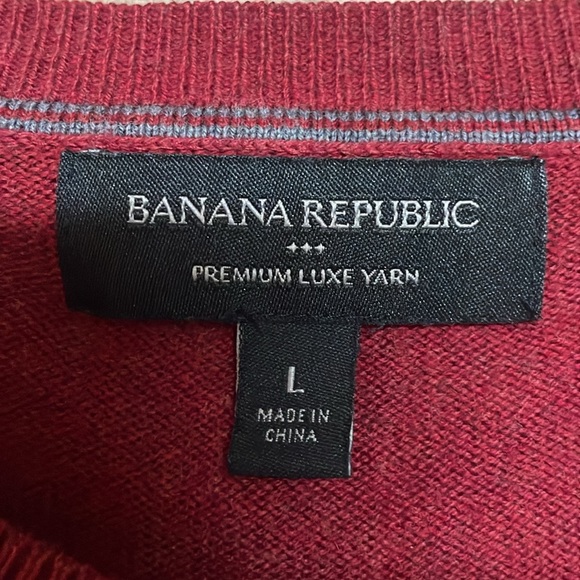 BANANA REPUBLIC
PREMIUM LUXE YARN
L
MADE IN
CHINA